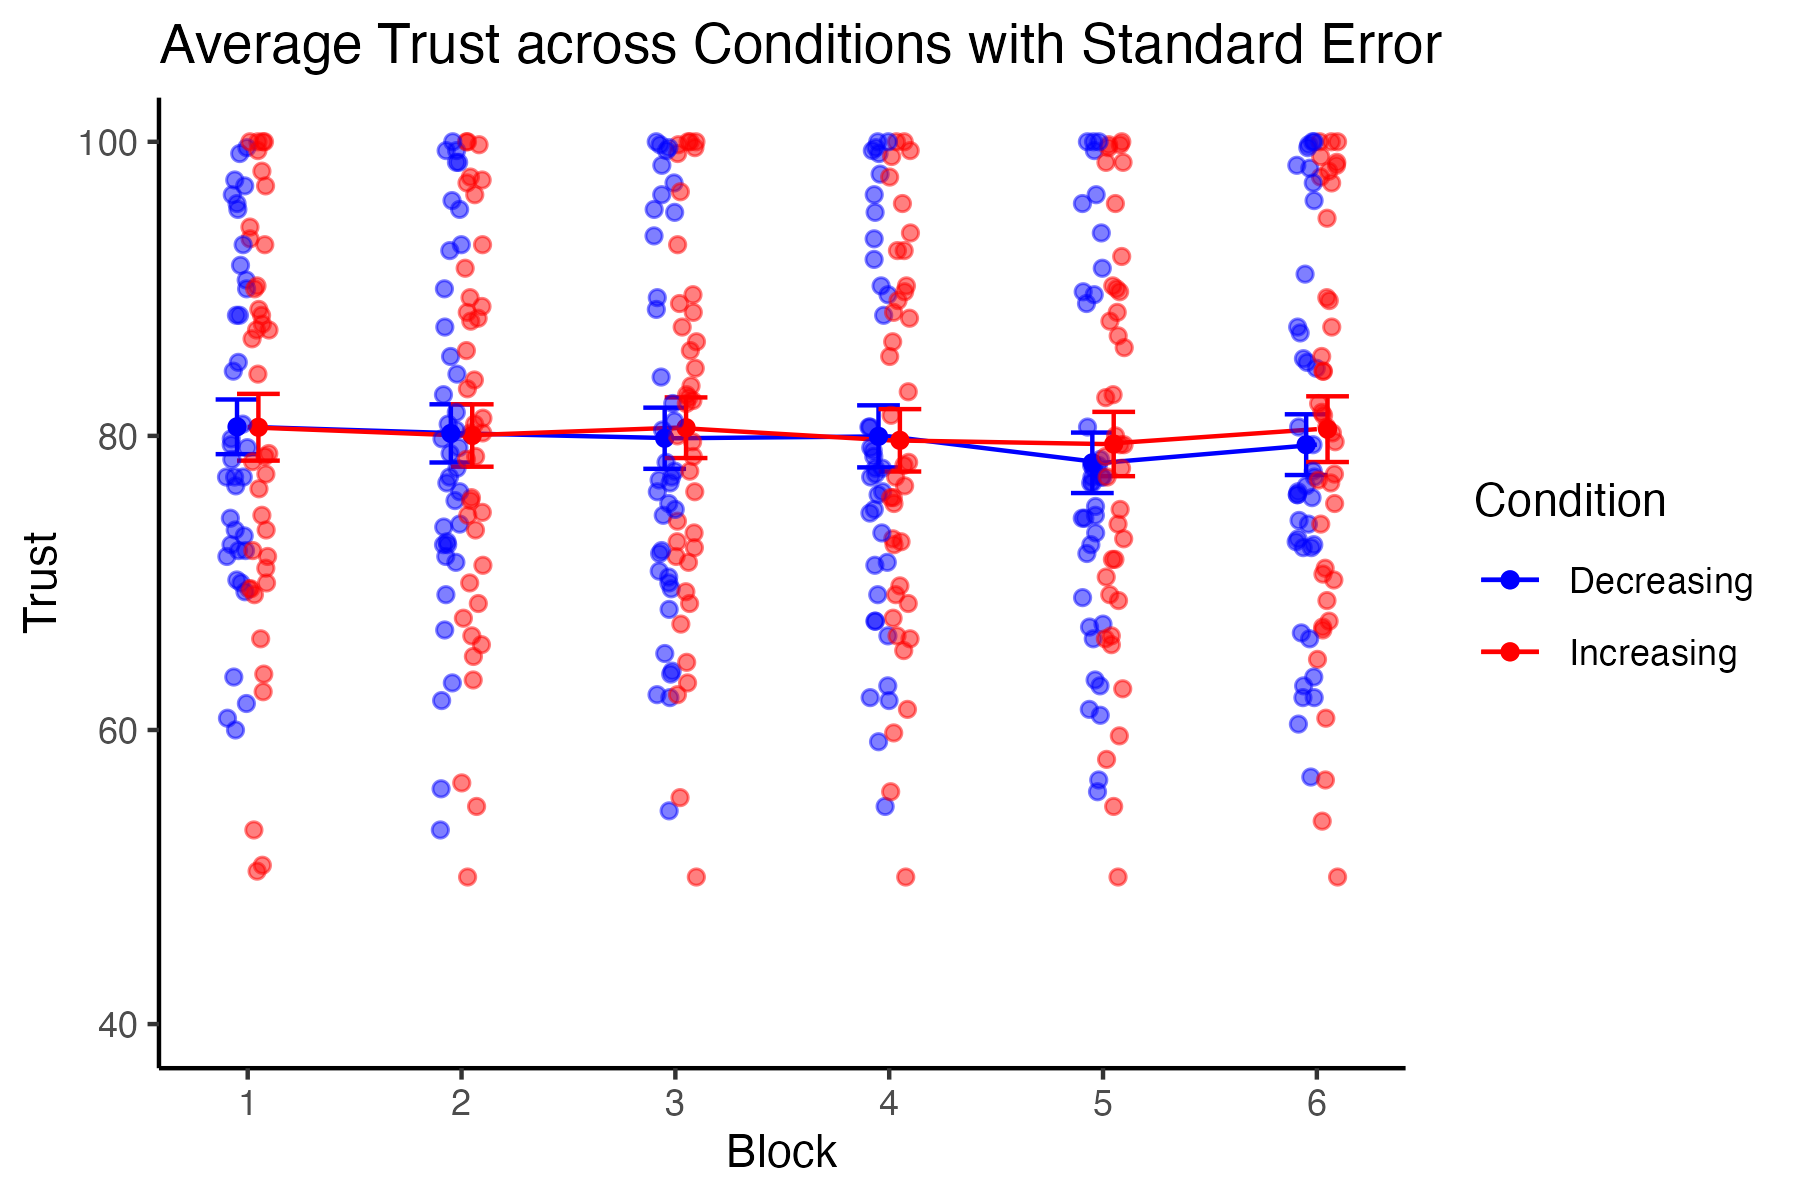 Average Trust across Conditions with Standard Error
100
80
60
40
Trust
1 2 3 4 5 6
Block
Condition
Decreasing
Increasing